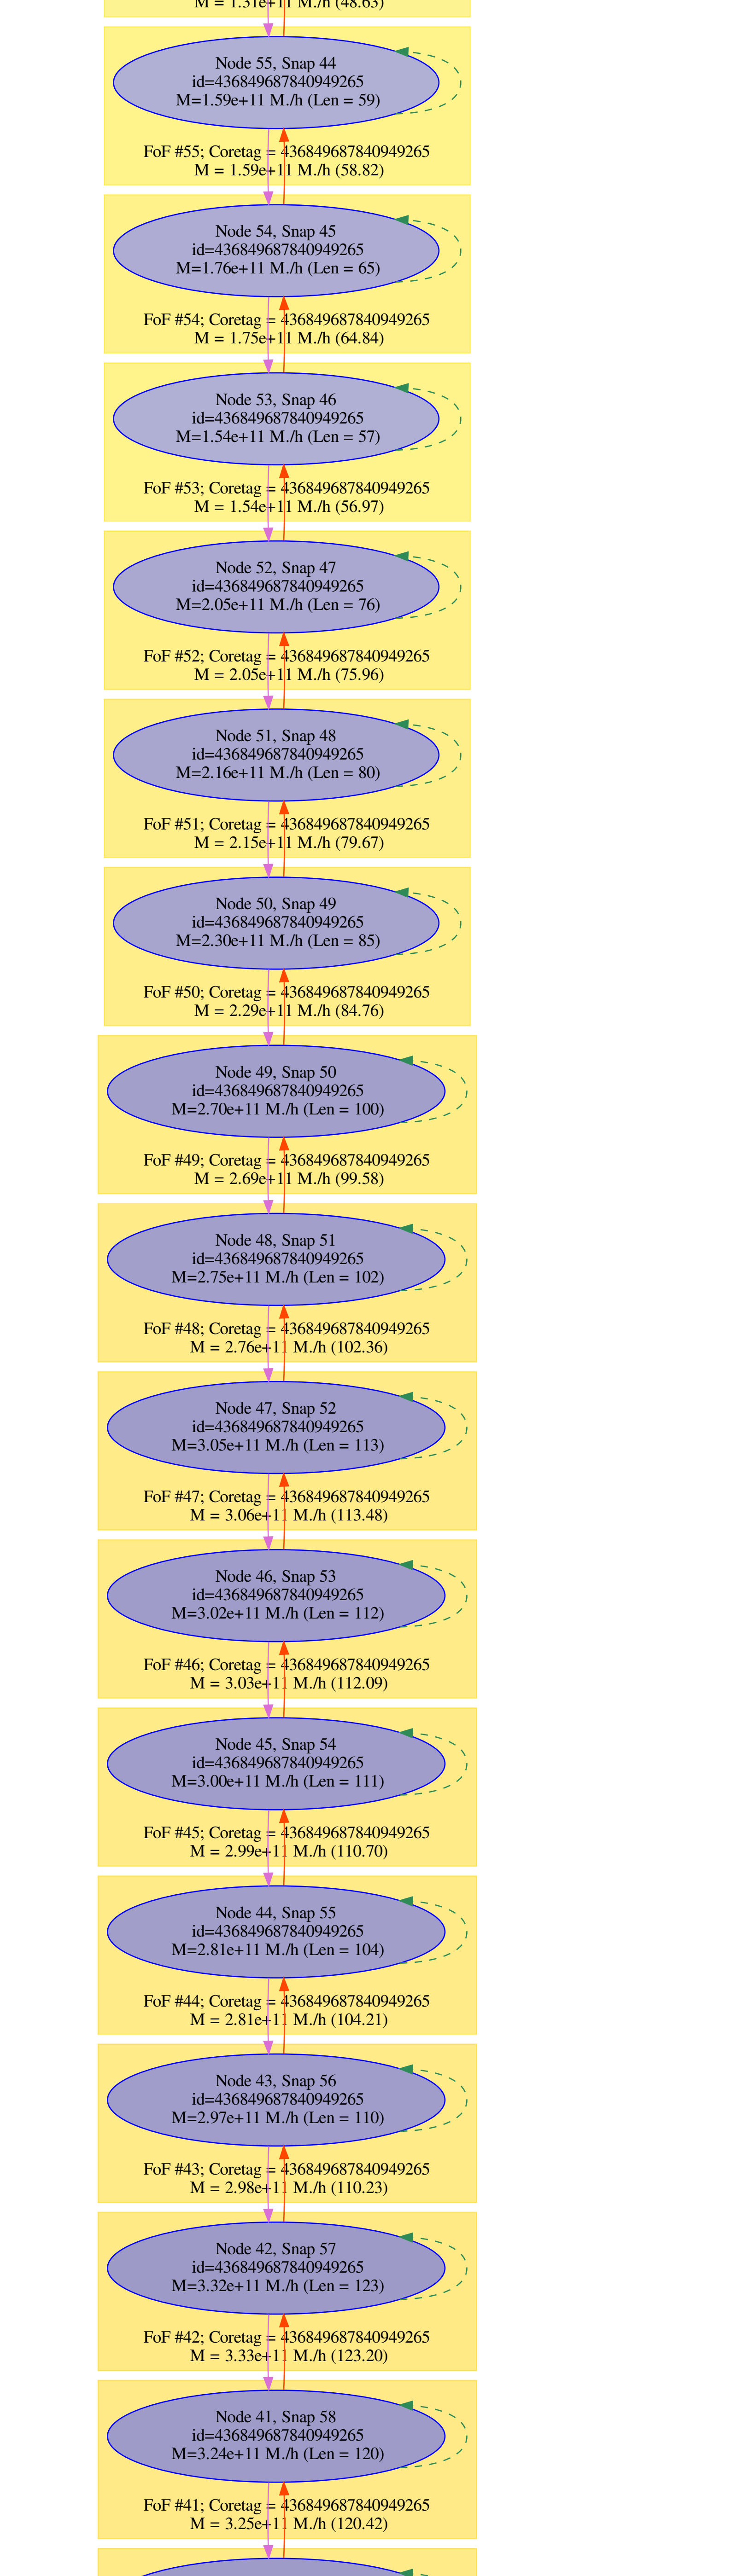 M = 1.31e+11 M./h (48.63)
Node 55, Snap 44
id=436849687840949265
M=1.59e+11 M./h (Len = 59)
FoF #55; Coretag = 436849687840949265
M = 1.59e+11 M./h (58.82)
Node 54, Snap 45
id=436849687840949265
M=1.76e+11 M./h (Len = 65)
FoF #54; Coretag = 436849687840949265
M = 1.75e+11 M./h (64.84)
Node 53, Snap 46
id=436849687840949265
M=1.54e+11 M./h (Len = 57)
FoF #53; Coretag = 436849687840949265
M = 1.54e+11 M./h (56.97)
Node 52, Snap 47
id=436849687840949265
M=2.05e+11 M./h (Len = 76)
FoF #52; Coretag = 436849687840949265
M = 2.05e+11 M./h (75.96)
Node 51, Snap 48
id=436849687840949265
M=2.16e+11 M./h (Len = 80)
FoF #51; Coretag = 436849687840949265
M = 2.15e+11 M./h (79.67)
Node 50, Snap 49
id=436849687840949265
M=2.30e+11 M./h (Len = 85)
FoF #50; Coretag = 436849687840949265
M = 2.29e+11 M./h (84.76)
Node 49, Snap 50
id=436849687840949265
M=2.70e+11 M./h (Len = 100)
FoF #49; Coretag = 436849687840949265
M = 2.69e+11 M./h (99.58)
Node 48, Snap 51
id=436849687840949265
M=2.75e+11 M./h (Len = 102)
FoF #48; Coretag = 436849687840949265
M = 2.76e+11 M./h (102.36)
Node 47, Snap 52
id=436849687840949265
M=3.05e+11 M./h (Len = 113)
FoF #47; Coretag = 436849687840949265
M = 3.06e+11 M./h (113.48)
Node 46, Snap 53
id=436849687840949265
M=3.02e+11 M./h (Len = 112)
FoF #46; Coretag = 436849687840949265
M = 3.03e+11 M./h (112.09)
Node 45, Snap 54
id=436849687840949265
M=3.00e+11 M./h (Len = 111)
FoF #45; Coretag = 436849687840949265
M = 2.99e+11 M./h (110.70)
Node 44, Snap 55
id=436849687840949265
M=2.81e+11 M./h (Len = 104)
FoF #44; Coretag = 436849687840949265
M = 2.81e+11 M./h (104.21)
Node 43, Snap 56
id=436849687840949265
M=2.97e+11 M./h (Len = 110)
FoF #43; Coretag = 436849687840949265
M = 2.98e+11 M./h (110.23)
Node 42, Snap 57
id=436849687840949265
M=3.32e+11 M./h (Len = 123)
FoF #42; Coretag = 436849687840949265
M = 3.33e+11 M./h (123.20)
Node 41, Snap 58
id=436849687840949265
M=3.24e+11 M./h (Len = 120)
FoF #41; Coretag = 436849687840949265
M = 3.25e+11 M./h (120.42)